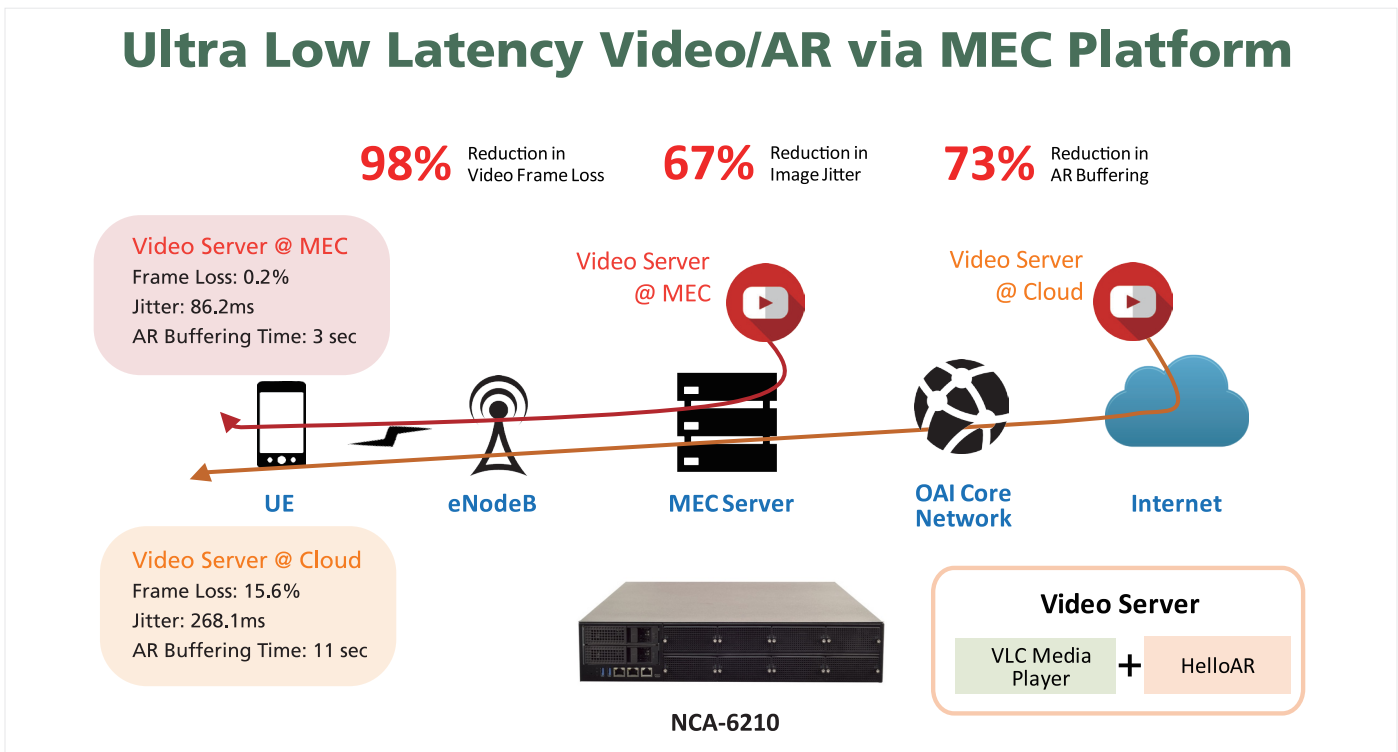 Ultra Low Latency Video/AR via MEC Platform
98%
Reduction in
Video Frame Loss
67%
Reduction in
Image Jitter
73%
Reduction in
AR Buffering
Video Server @ MEC
Frame Loss: 0.2%
Jitter: 86.2ms
AR Buffering Time: 3 sec
Video Server
@ MEC
Video Server
@ Cloud
UE
eNodeB
MEC Server
OAI Core
Network
Internet
Video Server @ Cloud
Frame Loss: 15.6%
Jitter: 268.1ms
AR Buffering Time: 11 sec
NCA-6210
Video Server
VLC Media
Player
+
HelloAR